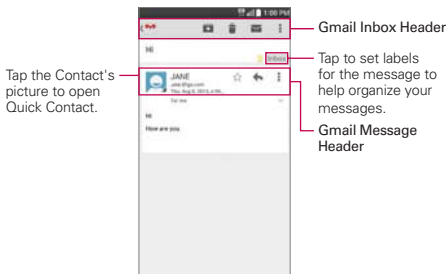 1:00 PM
Gmail Inbox Header
Hi
Inbox
Tap to set labels
for the message to
help organize your
messages.
Tap the Contact's
picture to open
Quick Contact.
JANE
Thu, Aug 8, 2013, 4:56...
To: me
Gmail Message
Header
Hi
How are you